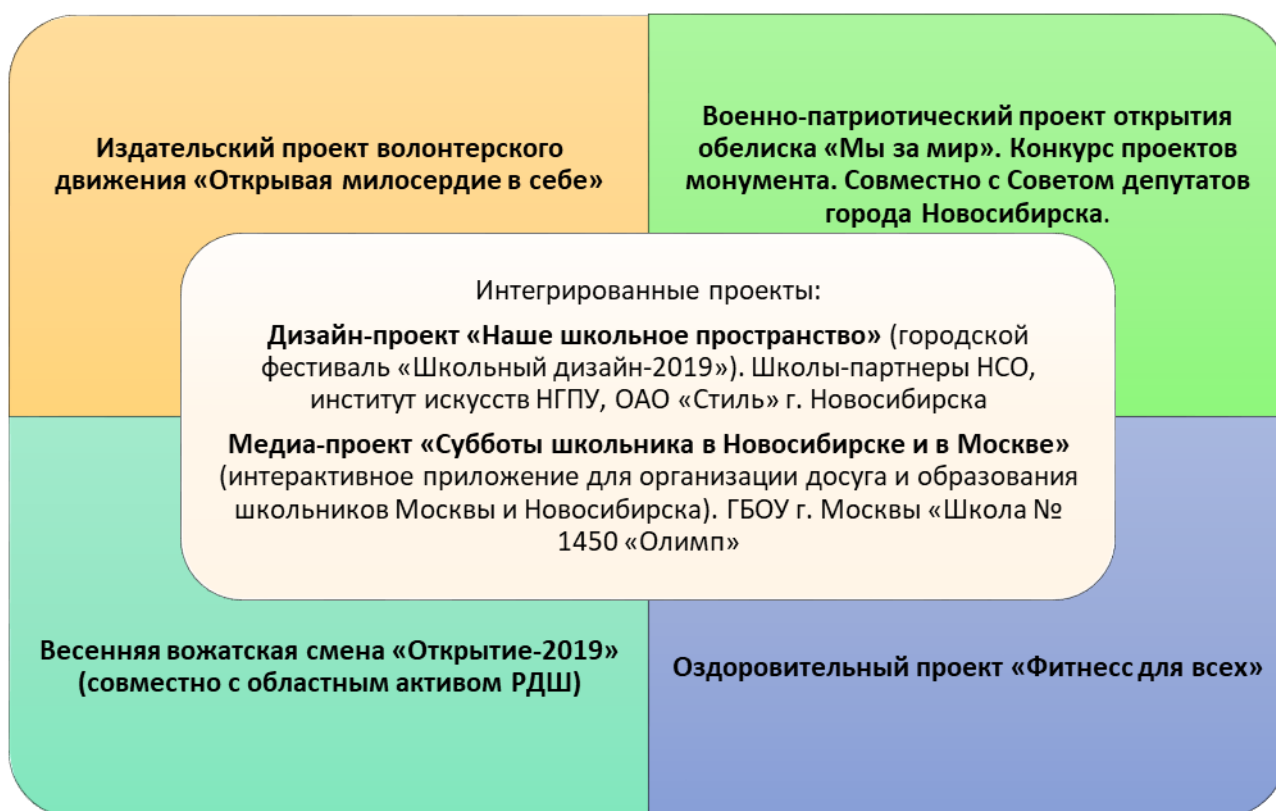 Издательский проект волонтерского
движения «Открывая милосердие в себе»
Военно-патриотический проект открытия
обелиска «Мы за мир». Конкурс проектов
монумента. Совместно с Советом депутатов
города Новосибирска.
Интегрированные проекты:
Дизайн-проект «Наше школьное пространство» (городской
фестиваль «Школьный дизайн-2019»). Школы-партнеры НСО,
институт искусств НГПУ, ОАО «Стиль» г. Новосибирска
Медиа-проект «Субботы школьника в Новосибирске и в Москве»
(интерактивное приложение для организации досуга и образования
школьников Москвы и Новосибирска). ГБОУ г. Москвы «Школа №
1450 «Олимп»
Весенняя вожатская смена «Открытие-2019»
(совместно с областным активом РДШ)
Оздоровительный проект «Фитнесс для всех»